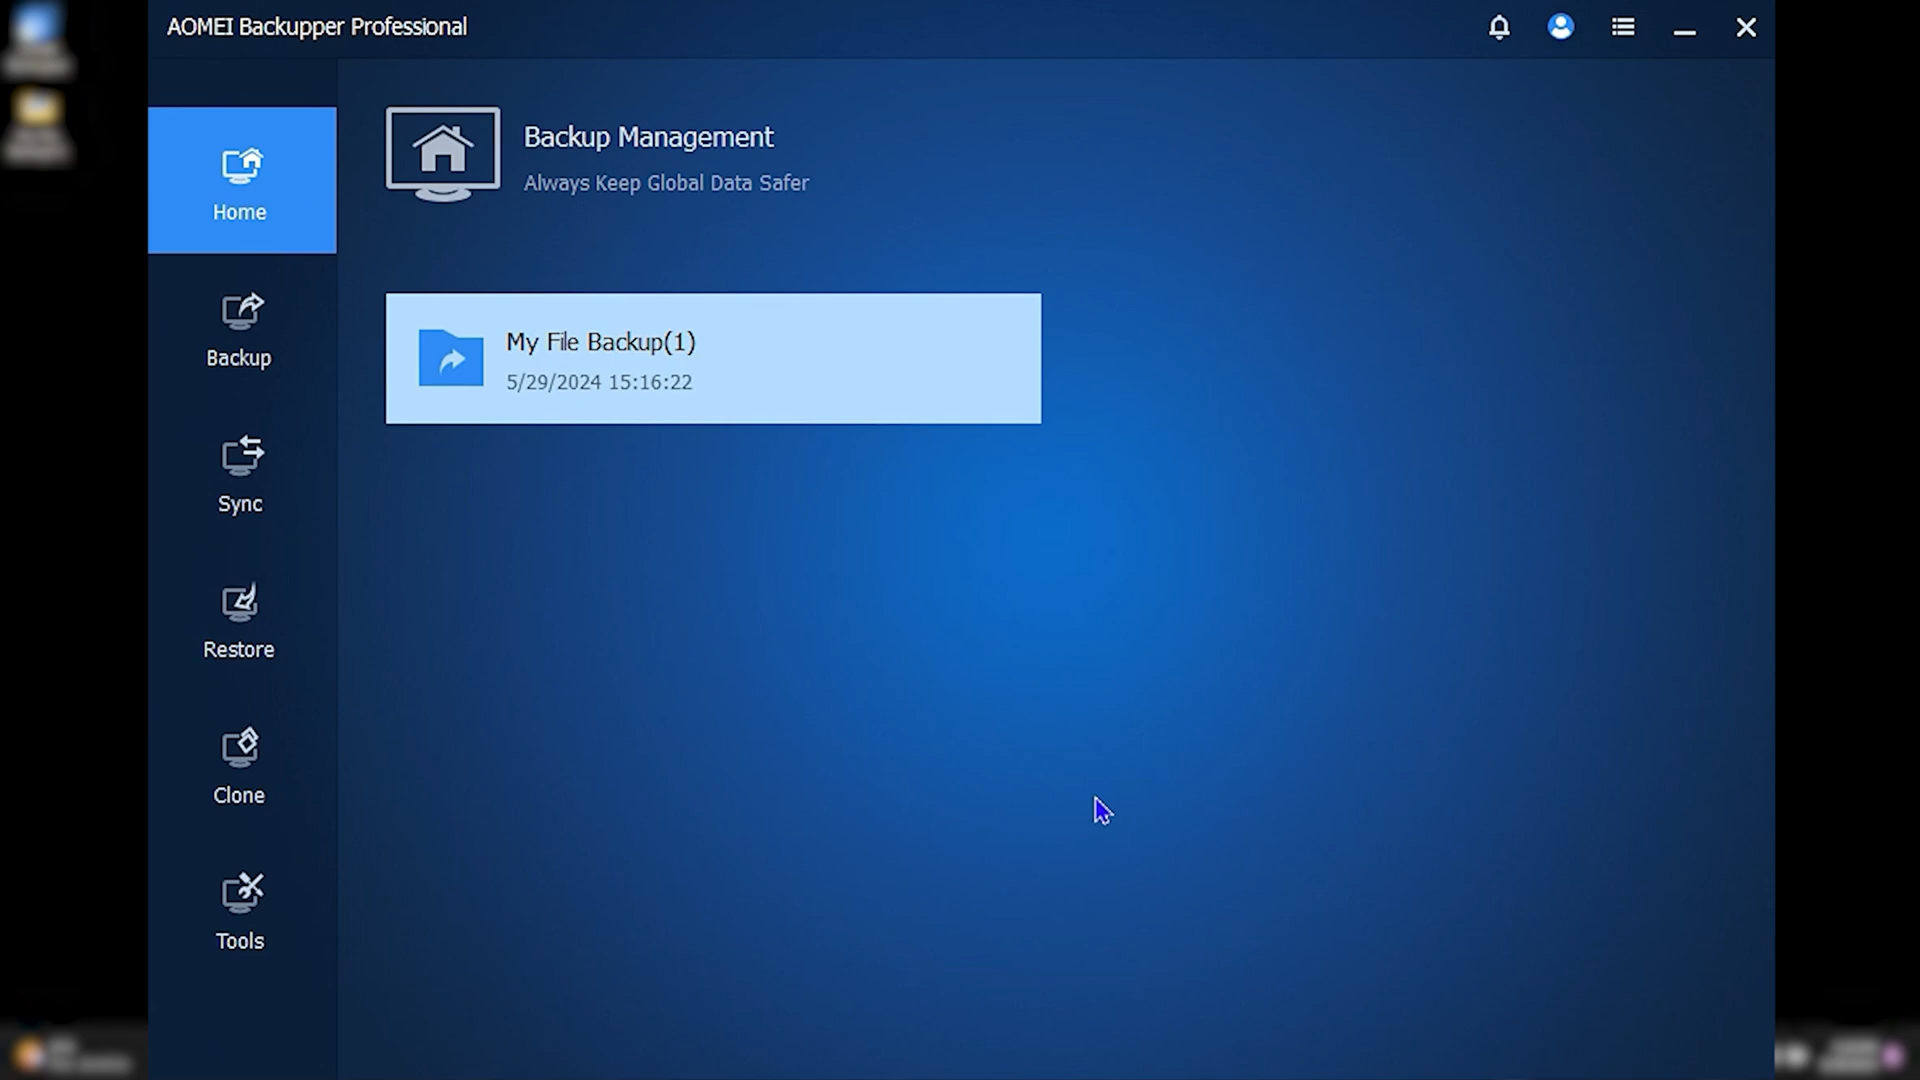 AOMEI Backupper Professional
Home
Backup
Sync
Restore
Clone
Tools
Backup Management
Always Keep Global Data Safer
My File Backup(1)
5/29/2024 15:16:22